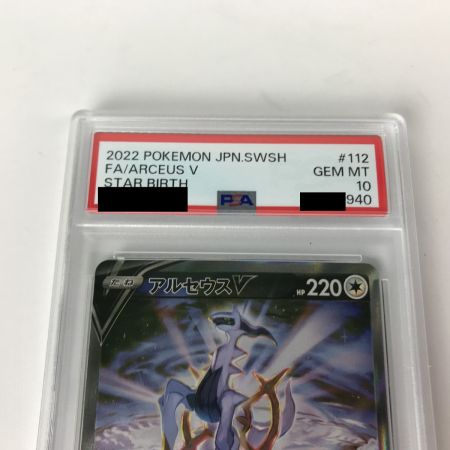 2022 POKEMON JPN.SWSH #112
FA/ARCEUS V GEM MT
STAR BIRTH 10
PSA 940
たね アルセウスV HP 220